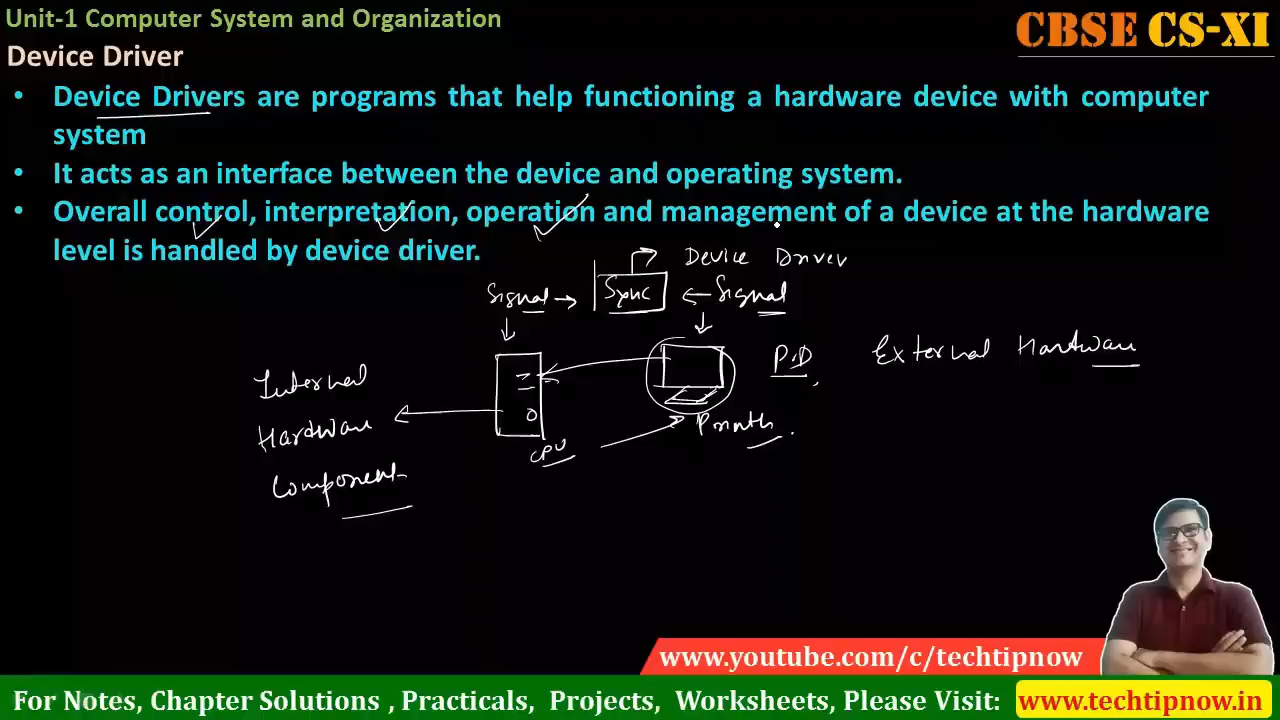 Unit-1 Computer System and Organization
CBSE CS-XI
Device Driver
• Device Drivers are programs that help functioning a hardware device with computer
system
• It acts as an interface between the device and operating system.
• Overall control, interpretation, operation and management of a device at the hardware
level is handled by device driver.
Device Driver
Signal → Sync ← Signal
P.D
External Hardware
Internal
Hardware
Component
CPU
www.youtube.com/c/techtipnow
For Notes, Chapter Solutions , Practicals, Projects, Worksheets, Please Visit: www.techtipnow.in